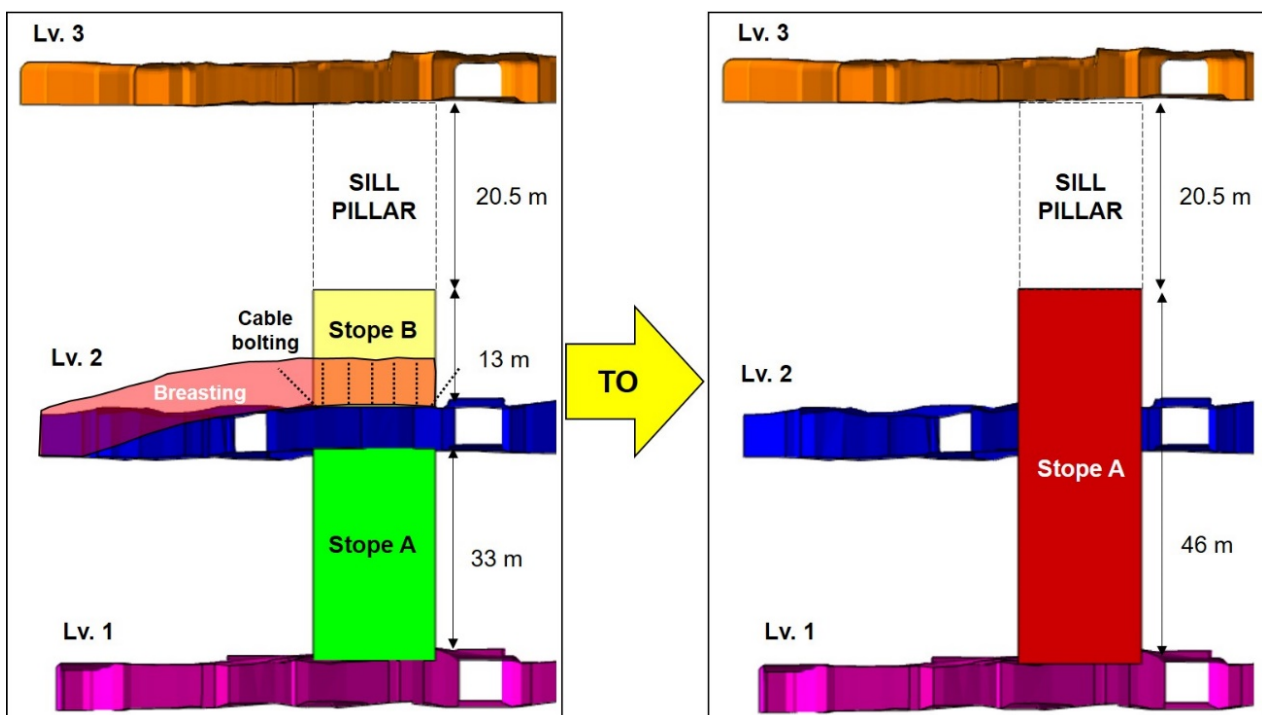 Lv. 3
SILL
PILLAR
20.5 m
Cable
bolting
Stope B
Lv. 2
13 m
Breasting
Stope A
33 m
Lv. 1
TO
Lv. 3
SILL
PILLAR
20.5 m
Lv. 2
Stope A
46 m
Lv. 1